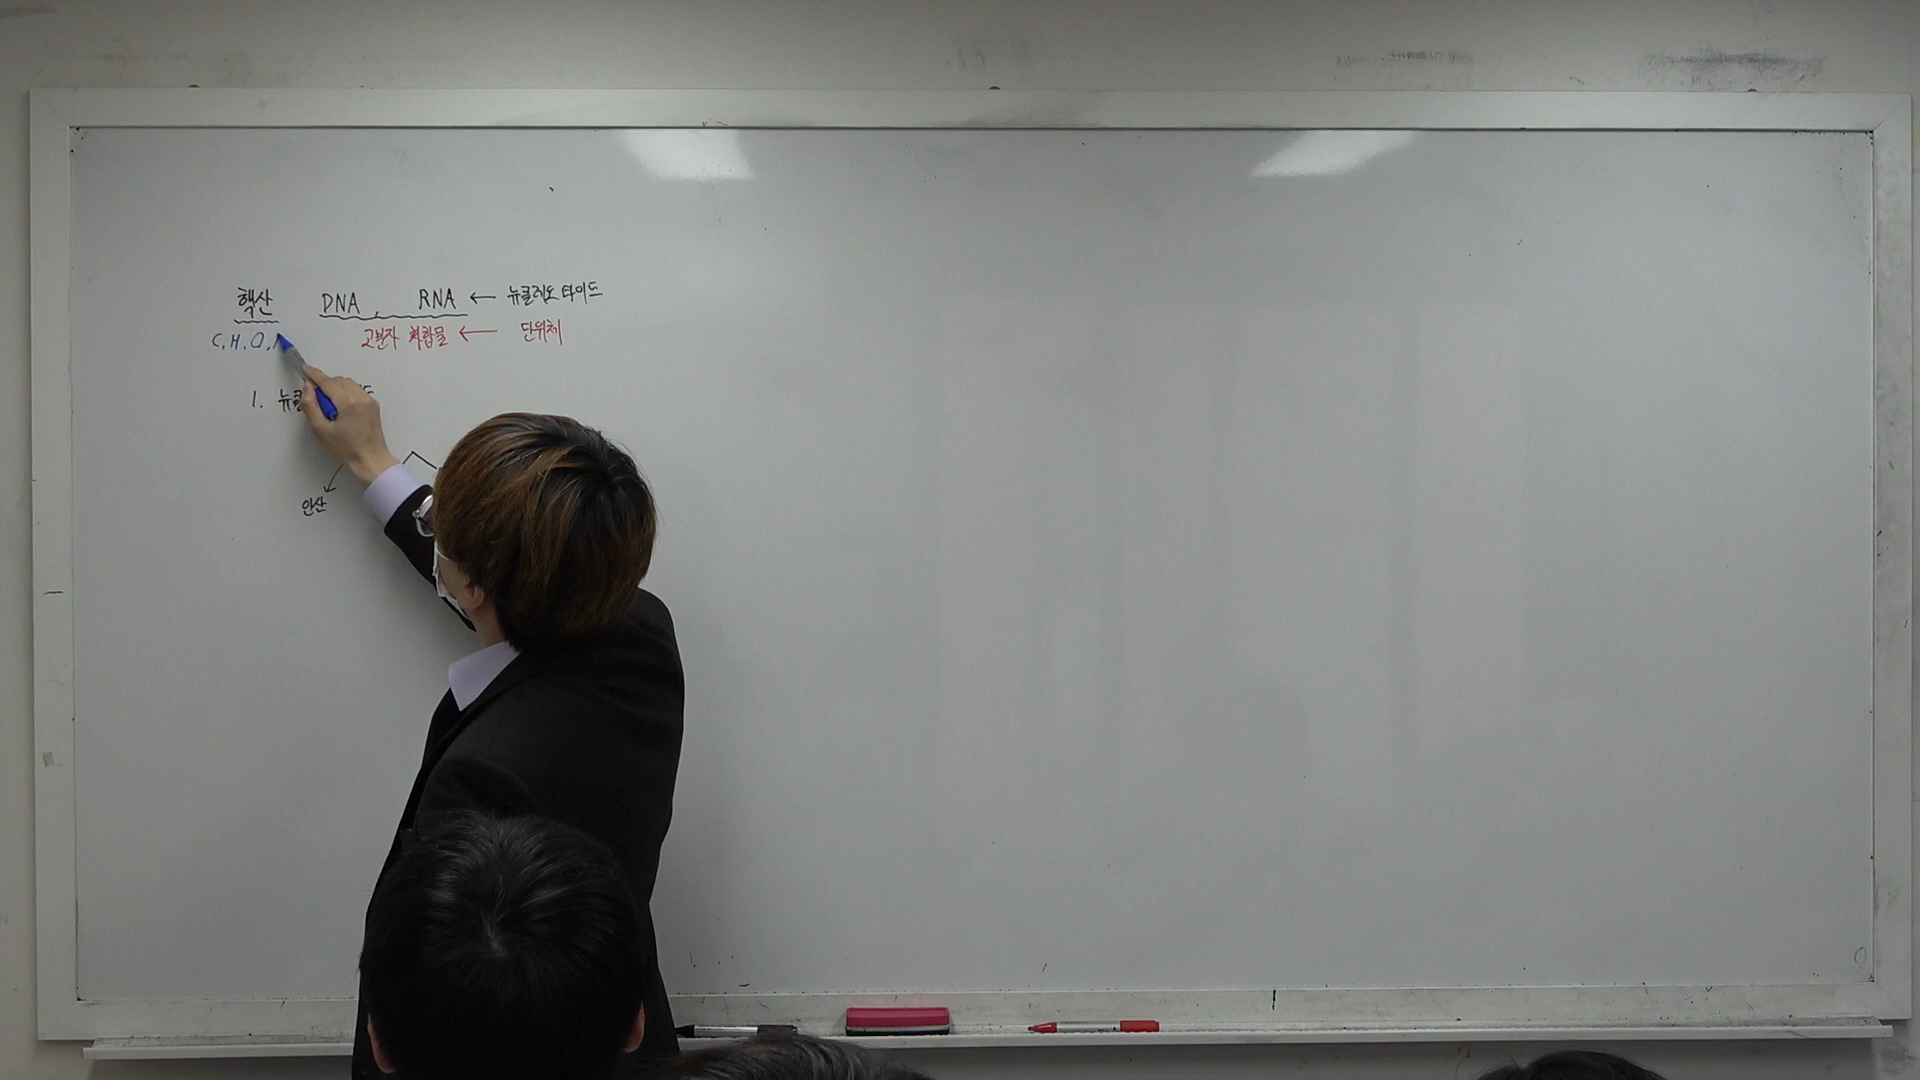 핵산 DNA , RNA ← 뉴클레오타이드
C, H, O, 고분자 화합물 ← 단위체
1.
인산